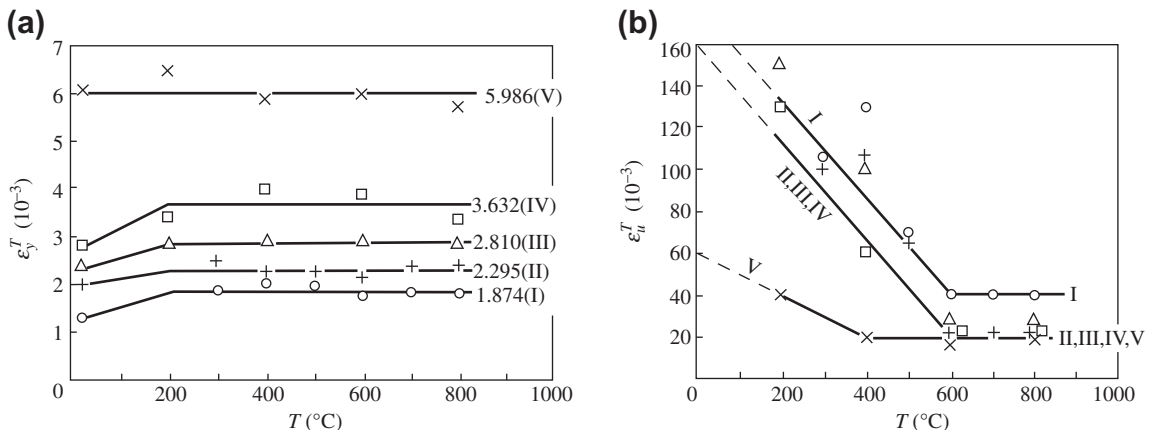 (a)
7
6
5
4
3
2
1
0
200
400
600
800
1000
T (°C)
ε_y^T (10⁻³)
5.986(V)
3.632(IV)
2.810(III)
2.295(II)
1.874(I)
(b)
160
140
120
100
80
60
40
20
0
200
400
600
800
1000
T (°C)
ε_u^T (10⁻³)
I
II,III,IV
V
I
II,III,IV,V